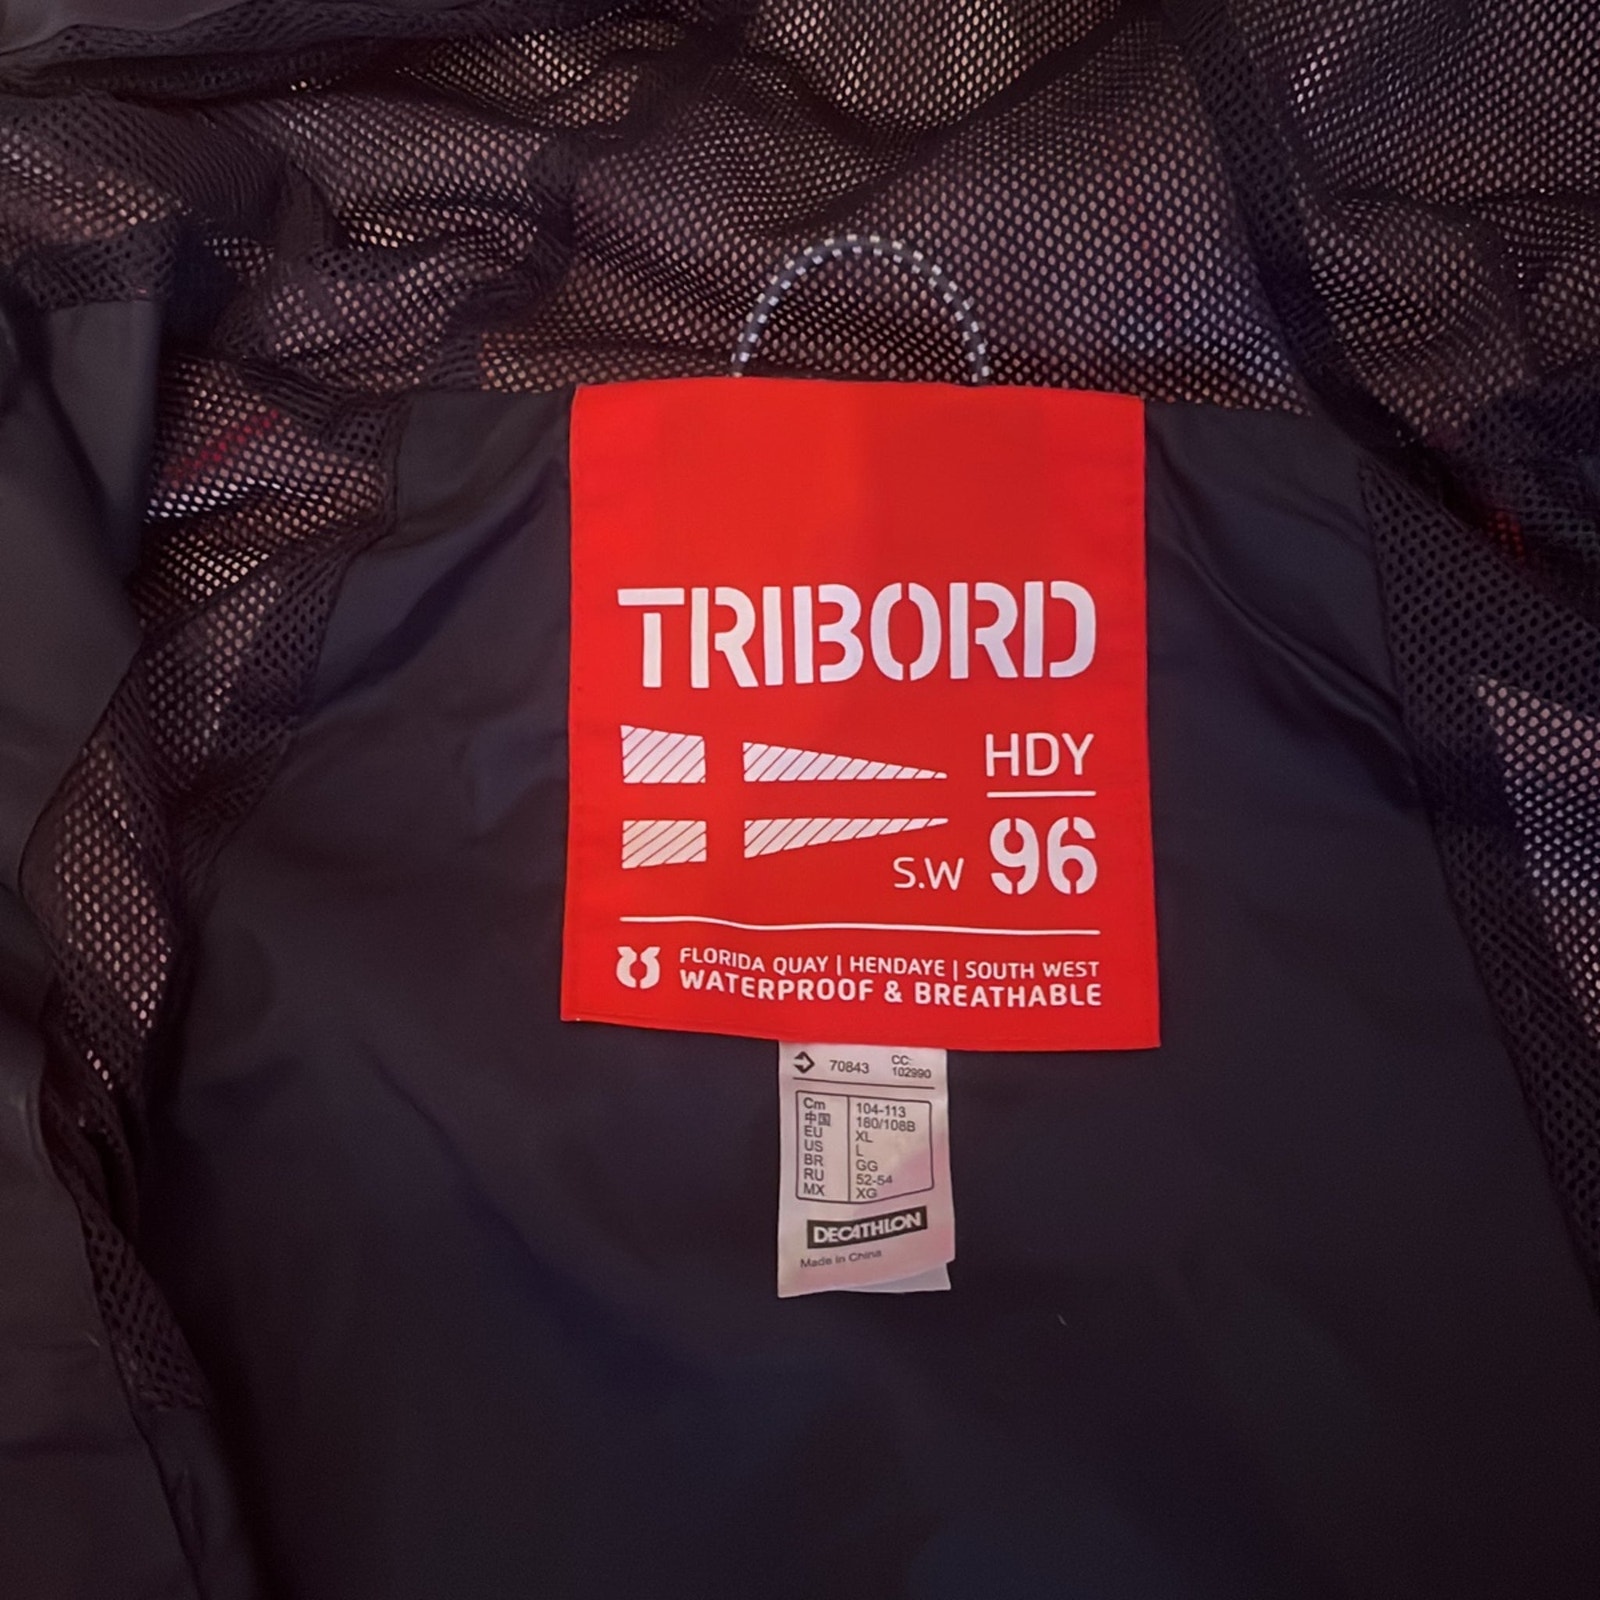 TRIBORD
HDY
S.W 96
FLORIDA QUAY | HENDAYE | SOUTH WEST
WATERPROOF & BREATHABLE
70843 CC:
102990
Cm 104-113
中国 180/108B
EU XL
US L
BR GG
RU 52-54
MX XG
DECATHLON
Made in China